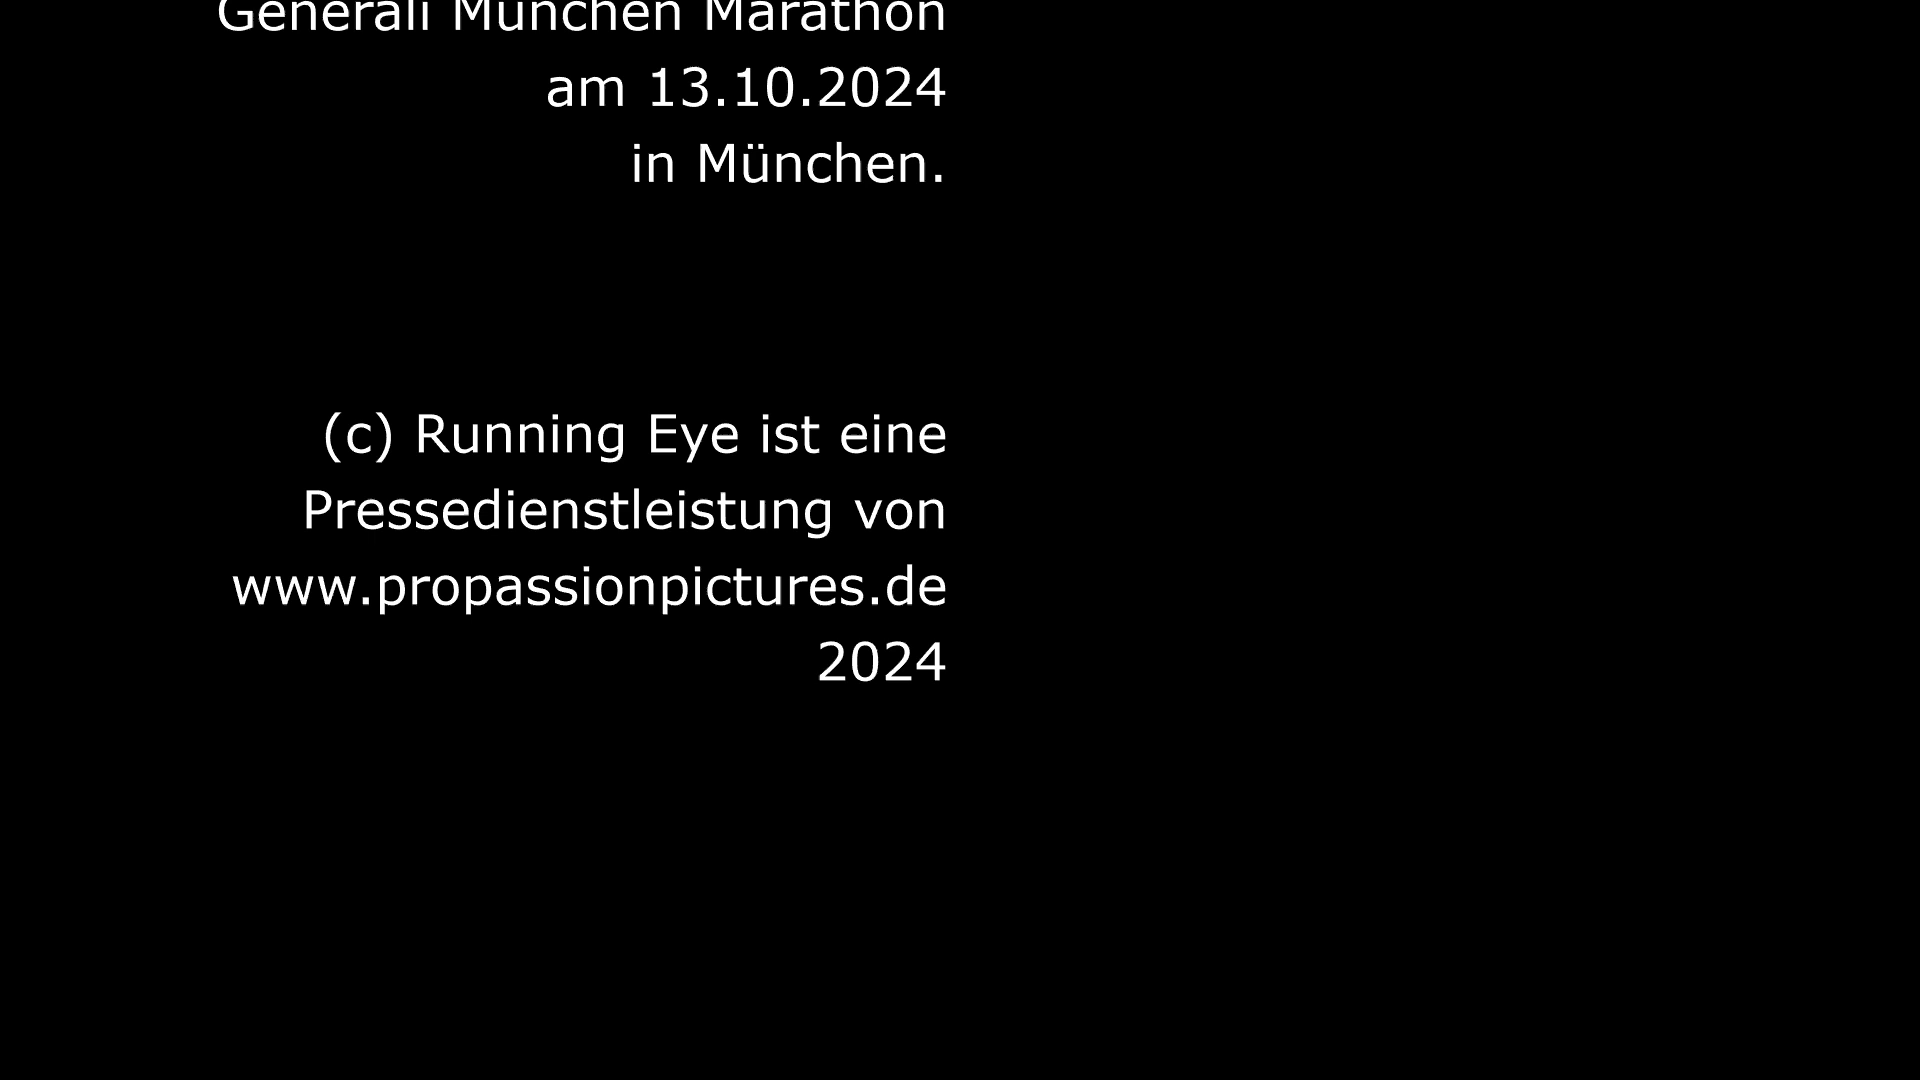 Generali München Marathon
am 13.10.2024
in München.
(c) Running Eye ist eine
Pressedienstleistung von
www.propassionpictures.de
2024